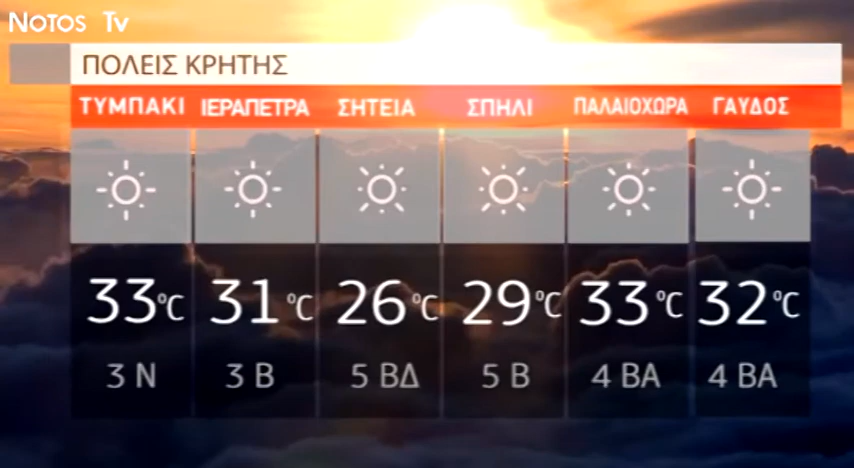 NOTOS TV
ΠΟΛΕΙΣ ΚΡΗΤΗΣ
ΤΥΜΠΑΚΙ ΙΕΡΑΠΕΤΡΑ ΣΗΤΕΙΑ ΣΠΗΛΙ ΠΑΛΑΙΟΧΩΡΑ ΓΑΥΔΟΣ
33°C 31°C 26°C 29°C 33°C 32°C
3 Ν 3 Β 5 ΒΔ 5 Β 4 ΒΑ 4 ΒΑ